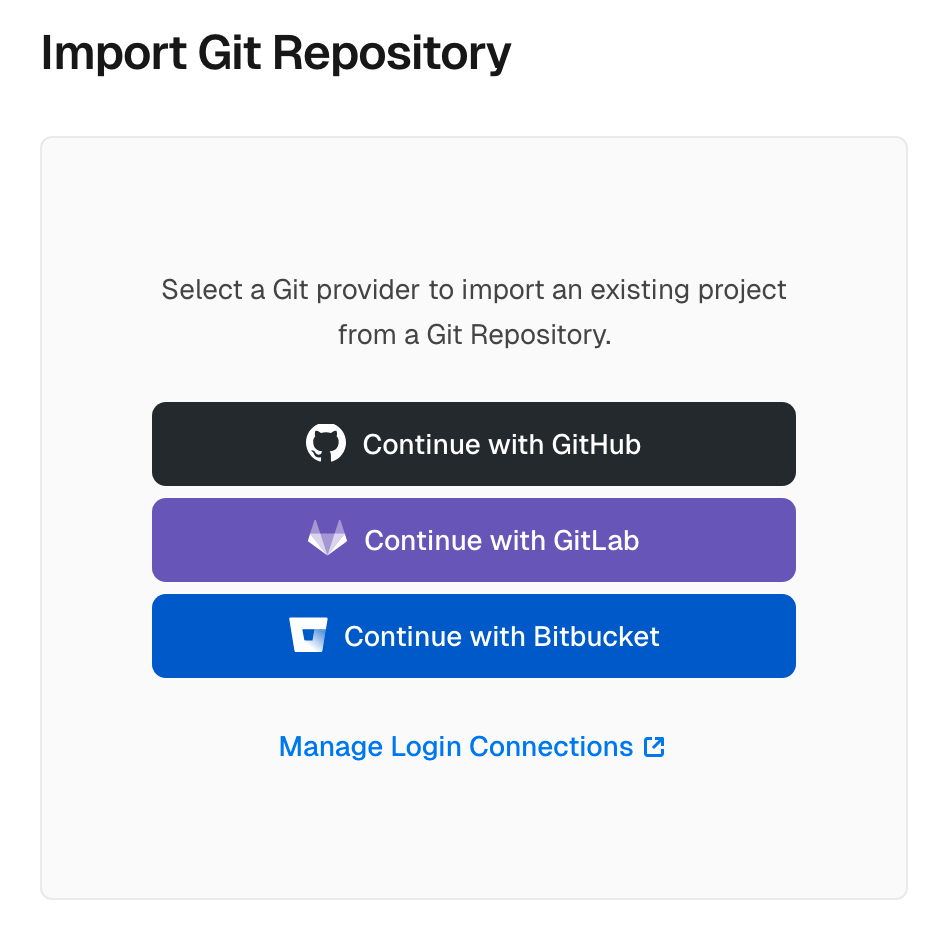 Import Git Repository
Select a Git provider to import an existing project
from a Git Repository.
Continue with GitHub
Continue with GitLab
Continue with Bitbucket
Manage Login Connections